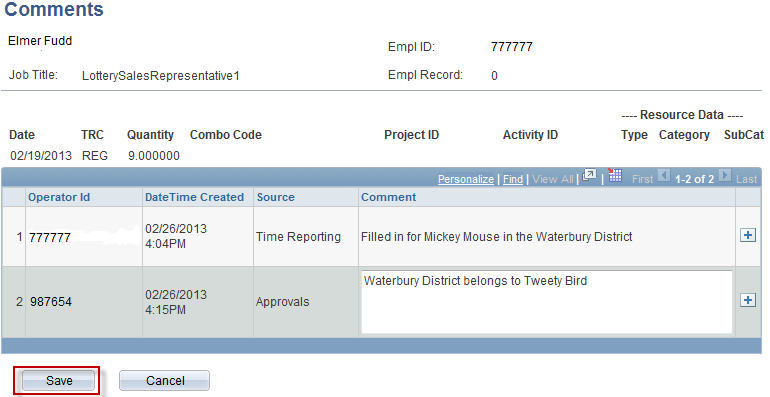 Comments
Elmer Fudd
Empl ID: 777777
Job Title: LotterySalesRepresentative1
Empl Record: 0
---- Resource Data ----
Date TRC Quantity Combo Code Project ID Activity ID Type Category SubCat
02/19/2013 REG 9.000000
Personalize | Find | View All | | First 1-2 of 2 Last
Operator Id DateTime Created Source Comment
1 777777 02/26/2013 4:04PM Time Reporting Filled in for Mickey Mouse in the Waterbury District
2 987654 02/26/2013 4:15PM Approvals Waterbury District belongs to Tweety Bird
Save Cancel